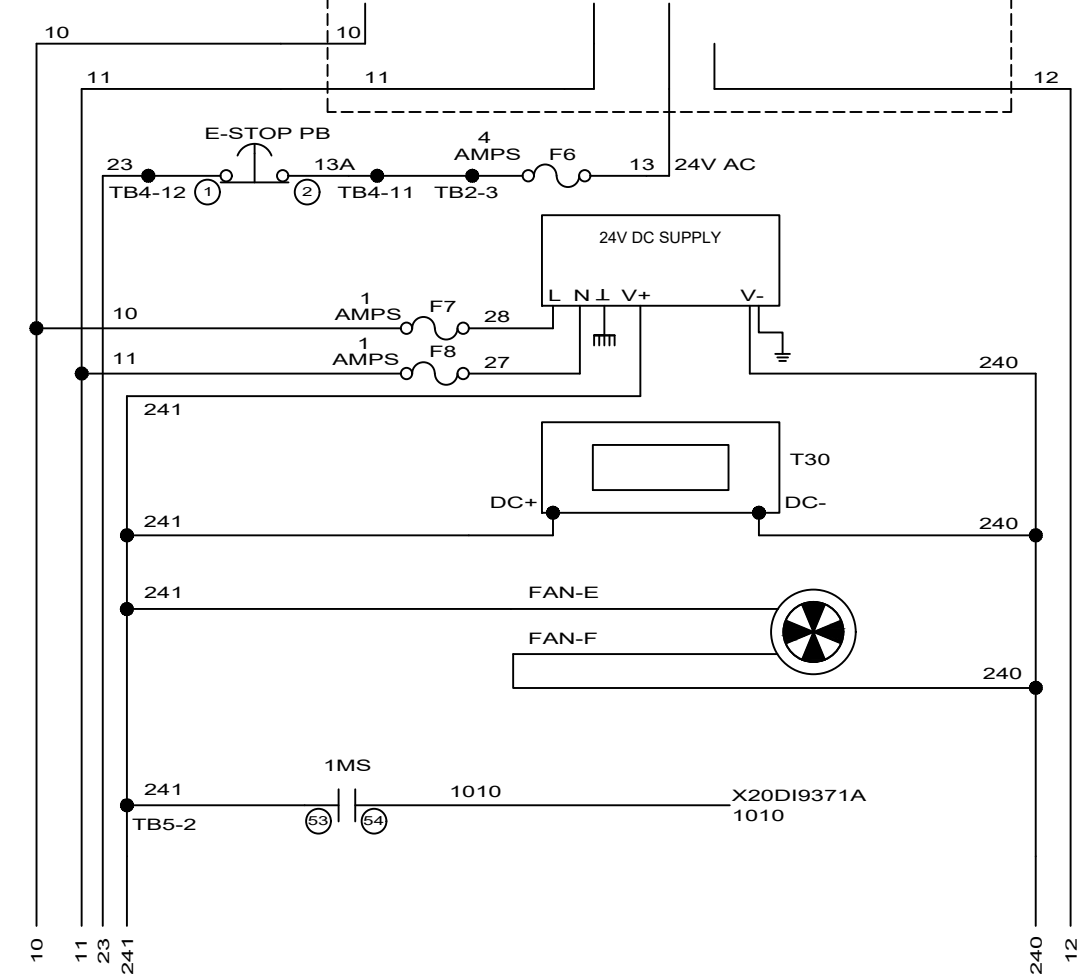 10
10
11
11
12
E-STOP PB
4
AMPS
F6
23
13A
13
24V AC
TB4-12
1
2
TB4-11
TB2-3
24V DC SUPPLY
L N V+ V-
10
1
AMPS
F7
28
11
1
AMPS
F8
27
240
241
T30
DC+
DC-
241
240
241
FAN-E
FAN-F
240
1MS
241
1010
X20DI9371A
1010
TB5-2
53
54
10
11
23
241
240
12